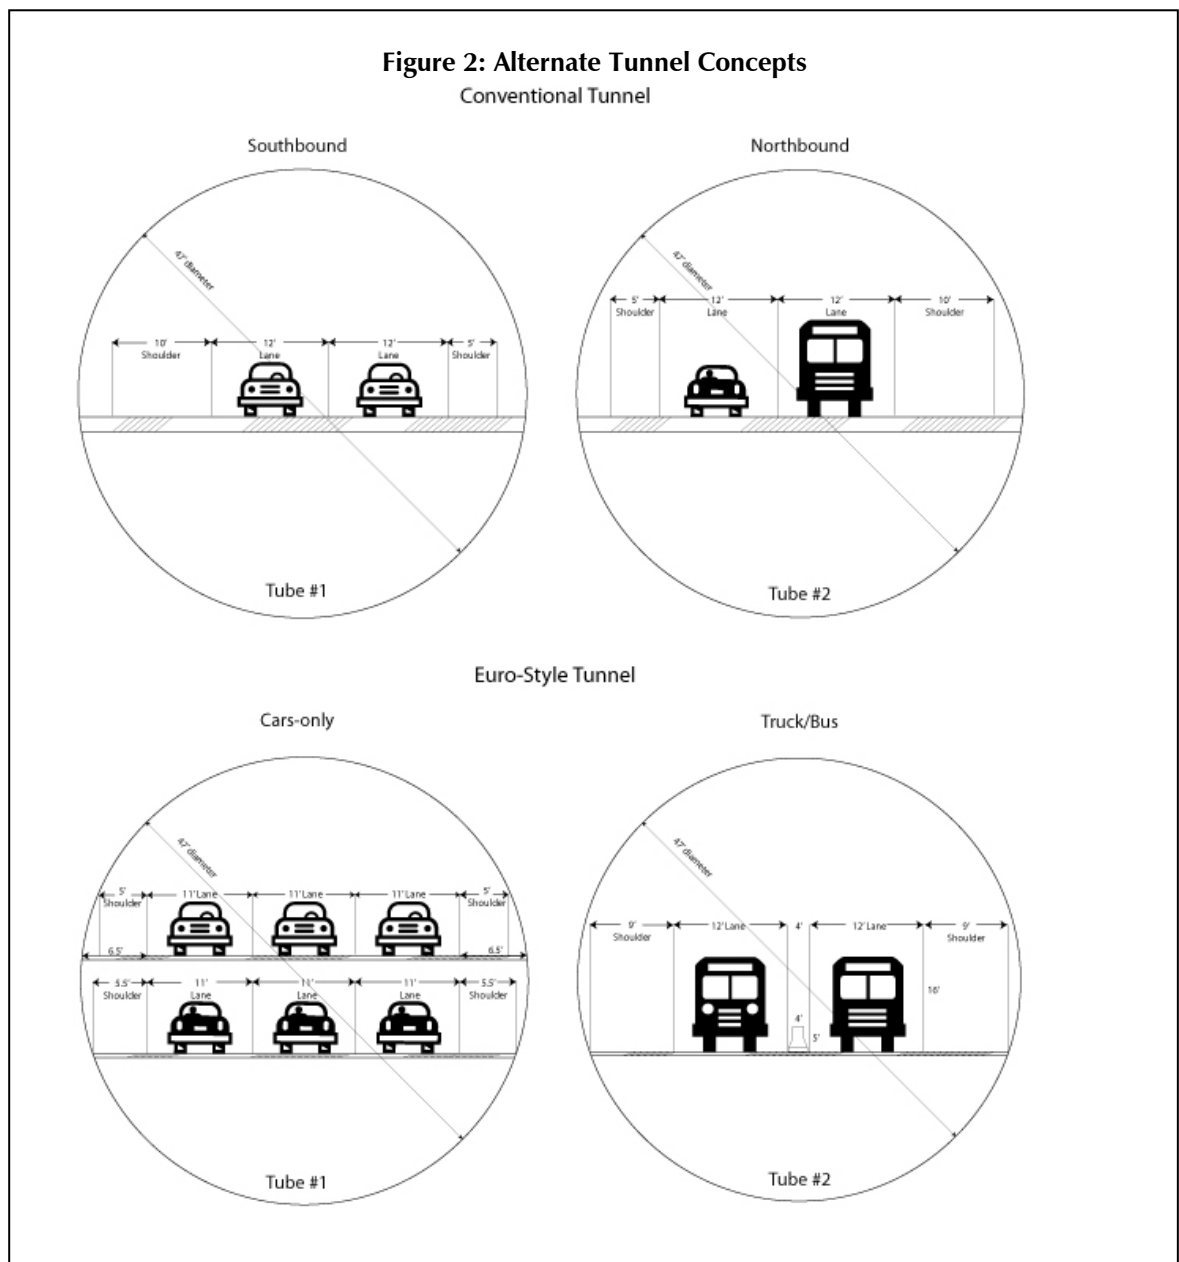 Figure 2: Alternate Tunnel Concepts
Conventional Tunnel
Southbound
Northbound
47' diameter
10'
Shoulder
12'
Lane
12'
Lane
5'
Shoulder
Tube #1
47' diameter
5'
Shoulder
12'
Lane
12'
Lane
10'
Shoulder
Tube #2
Euro-Style Tunnel
Cars-only
Truck/Bus
47' diameter
5'
Shoulder
11' Lane
11' Lane
11' Lane
5'
Shoulder
6.5'
6.5'
5.5'
Shoulder
11'
Lane
11'
Lane
11'
Lane
5.5'
Shoulder
Tube #1
47' diameter
9'
Shoulder
12' Lane
4'
12' Lane
9'
Shoulder
16'
4'
5'
Tube #2